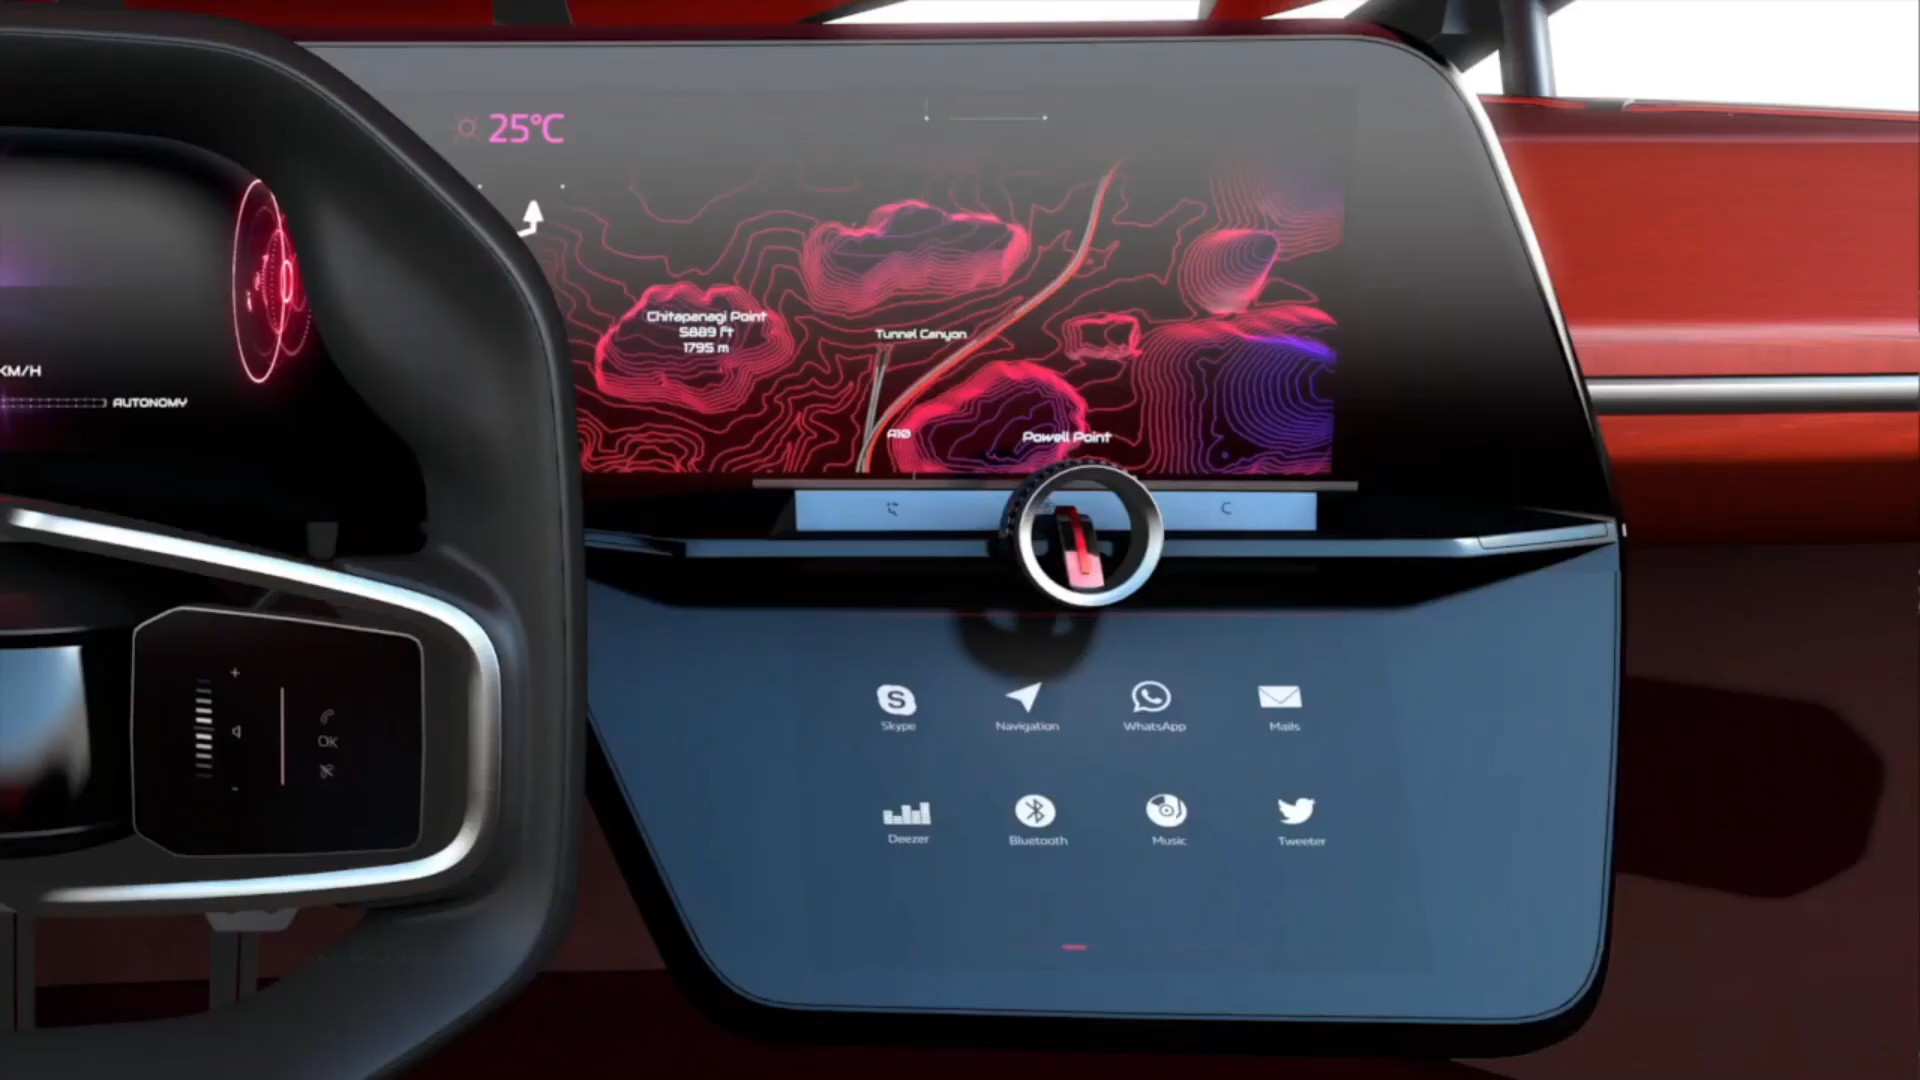 25°C
Chitapanagi Point
5889 ft
1795 m
Tunnel Canyon
A10
Powell Point
KM/H
AUTONOMY
+
OK
-
S
Skype
Navigation
WhatsApp
Mails
Deezer
Bluetooth
Music
Tweeter
C